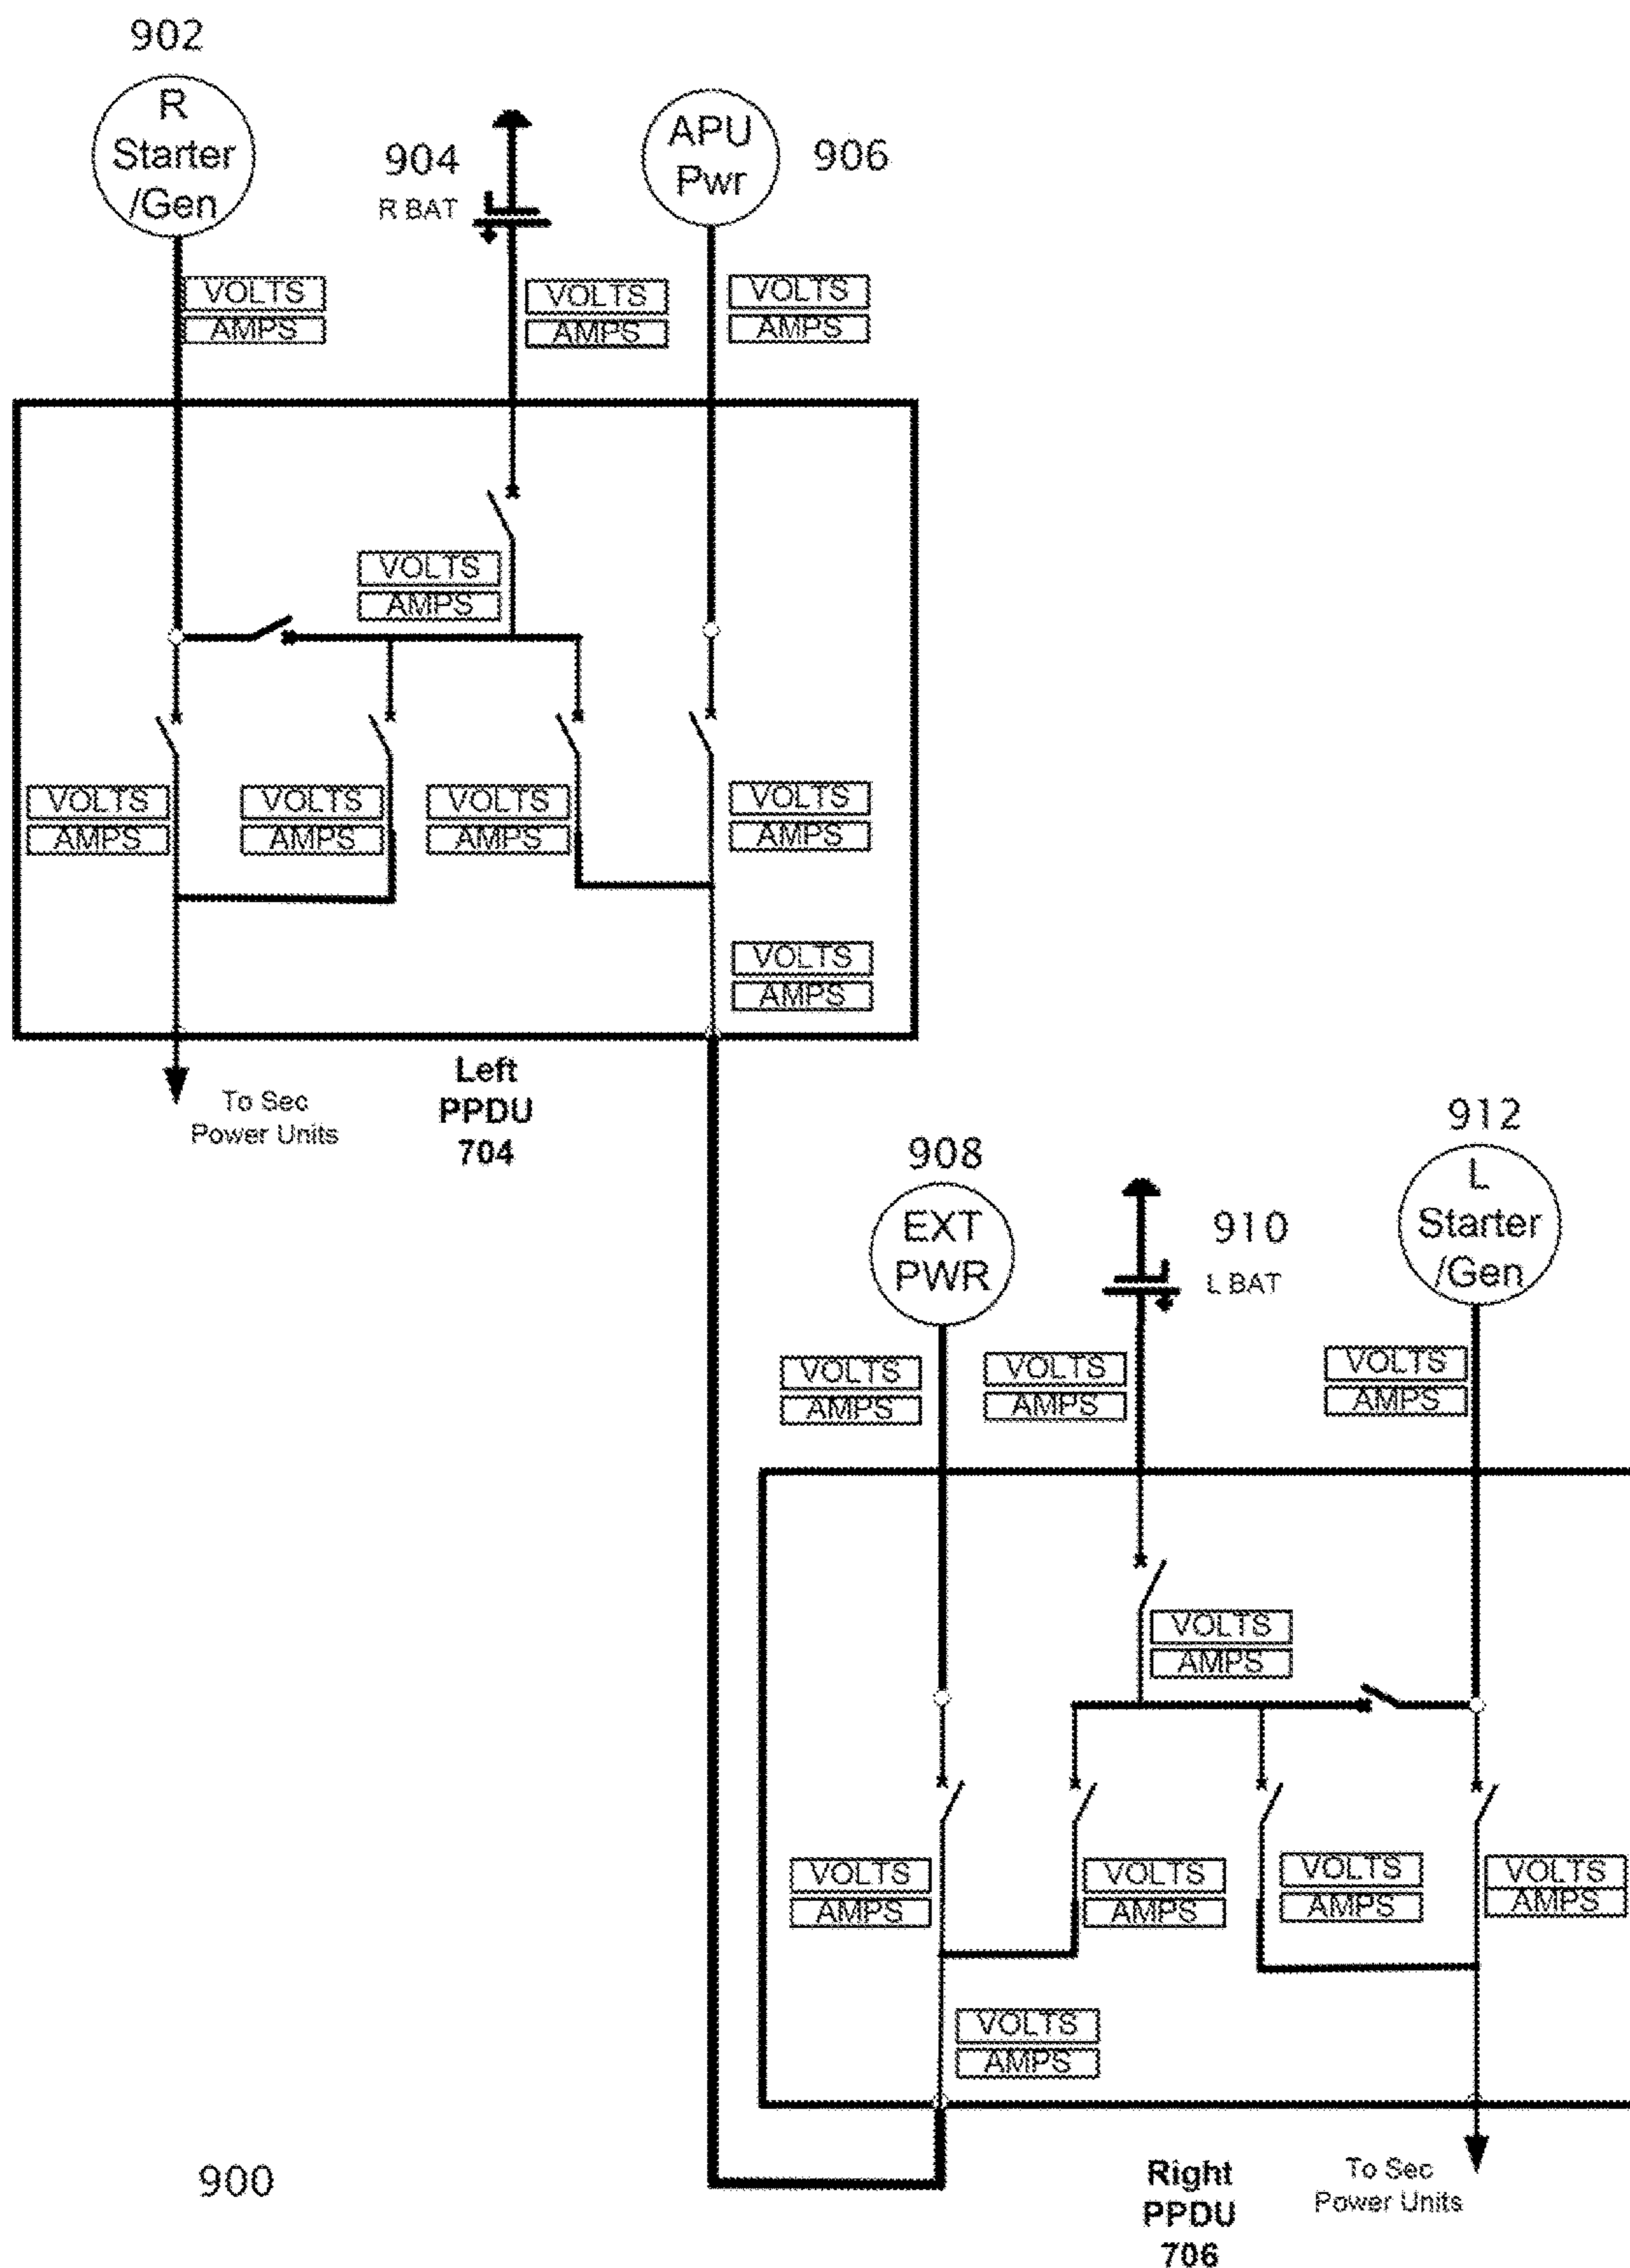 902
R
Starter
/Gen
904
R BAT
APU
Pwr
906
VOLTS
AMPS
VOLTS
AMPS
VOLTS
AMPS
VOLTS
AMPS
VOLTS
AMPS
VOLTS
AMPS
VOLTS
AMPS
VOLTS
AMPS
VOLTS
AMPS
To Sec
Power Units
Left
PPDU
704
908
EXT
PWR
910
L BAT
912
L
Starter
/Gen
VOLTS
AMPS
VOLTS
AMPS
VOLTS
AMPS
VOLTS
AMPS
VOLTS
AMPS
VOLTS
AMPS
VOLTS
AMPS
VOLTS
AMPS
VOLTS
AMPS
900
Right
PPDU
706
To Sec
Power Units